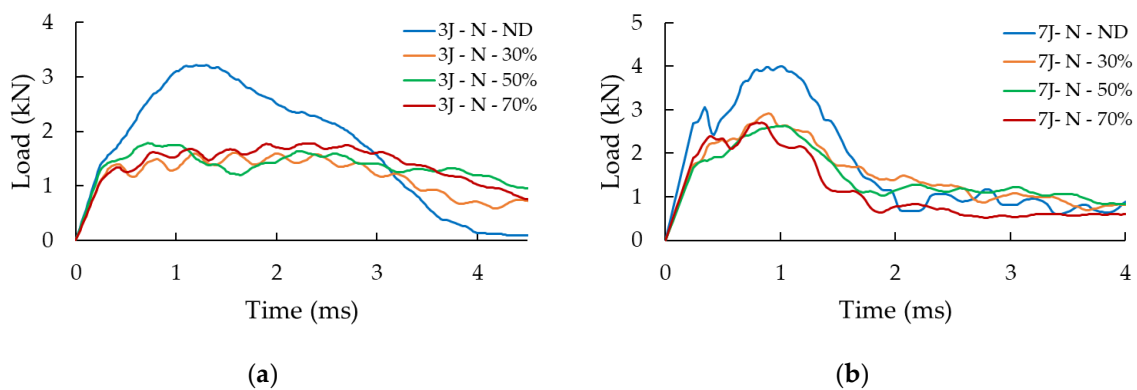 4
3
2
1
0
Load (kN)
0 1 2 3 4
Time (ms)
3J - N - ND
3J - N - 30%
3J - N - 50%
3J - N - 70%
(a)
5
4
3
2
1
0
Load (kN)
0 1 2 3 4
Time (ms)
7J- N - ND
7J- N - 30%
7J- N - 50%
7J- N - 70%
(b)